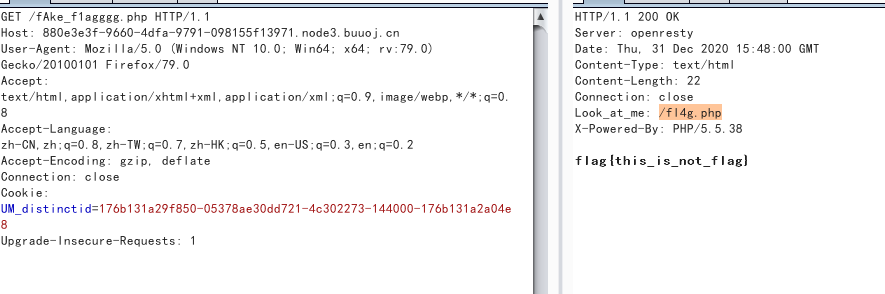 GET /fAke_f1agggg.php HTTP/1.1
Host: 880e3e3f-9660-4dfa-9791-098155f13971.node3.buuoj.cn
User-Agent: Mozilla/5.0 (Windows NT 10.0; Win64; x64; rv:79.0)
Gecko/20100101 Firefox/79.0
Accept:
text/html,application/xhtml+xml,application/xml;q=0.9,image/webp,*/*;q=0.
8
Accept-Language:
zh-CN,zh;q=0.8,zh-TW;q=0.7,zh-HK;q=0.5,en-US;q=0.3,en;q=0.2
Accept-Encoding: gzip, deflate
Connection: close
Cookie:
UM_distinctid=176b131a29f850-05378ae30dd721-4c302273-144000-176b131a2a04e
8
Upgrade-Insecure-Requests: 1
HTTP/1.1 200 OK
Server: openresty
Date: Thu, 31 Dec 2020 15:48:00 GMT
Content-Type: text/html
Content-Length: 22
Connection: close
Look_at_me: /fl4g.php
X-Powered-By: PHP/5.5.38
flag{this_is_not_flag}